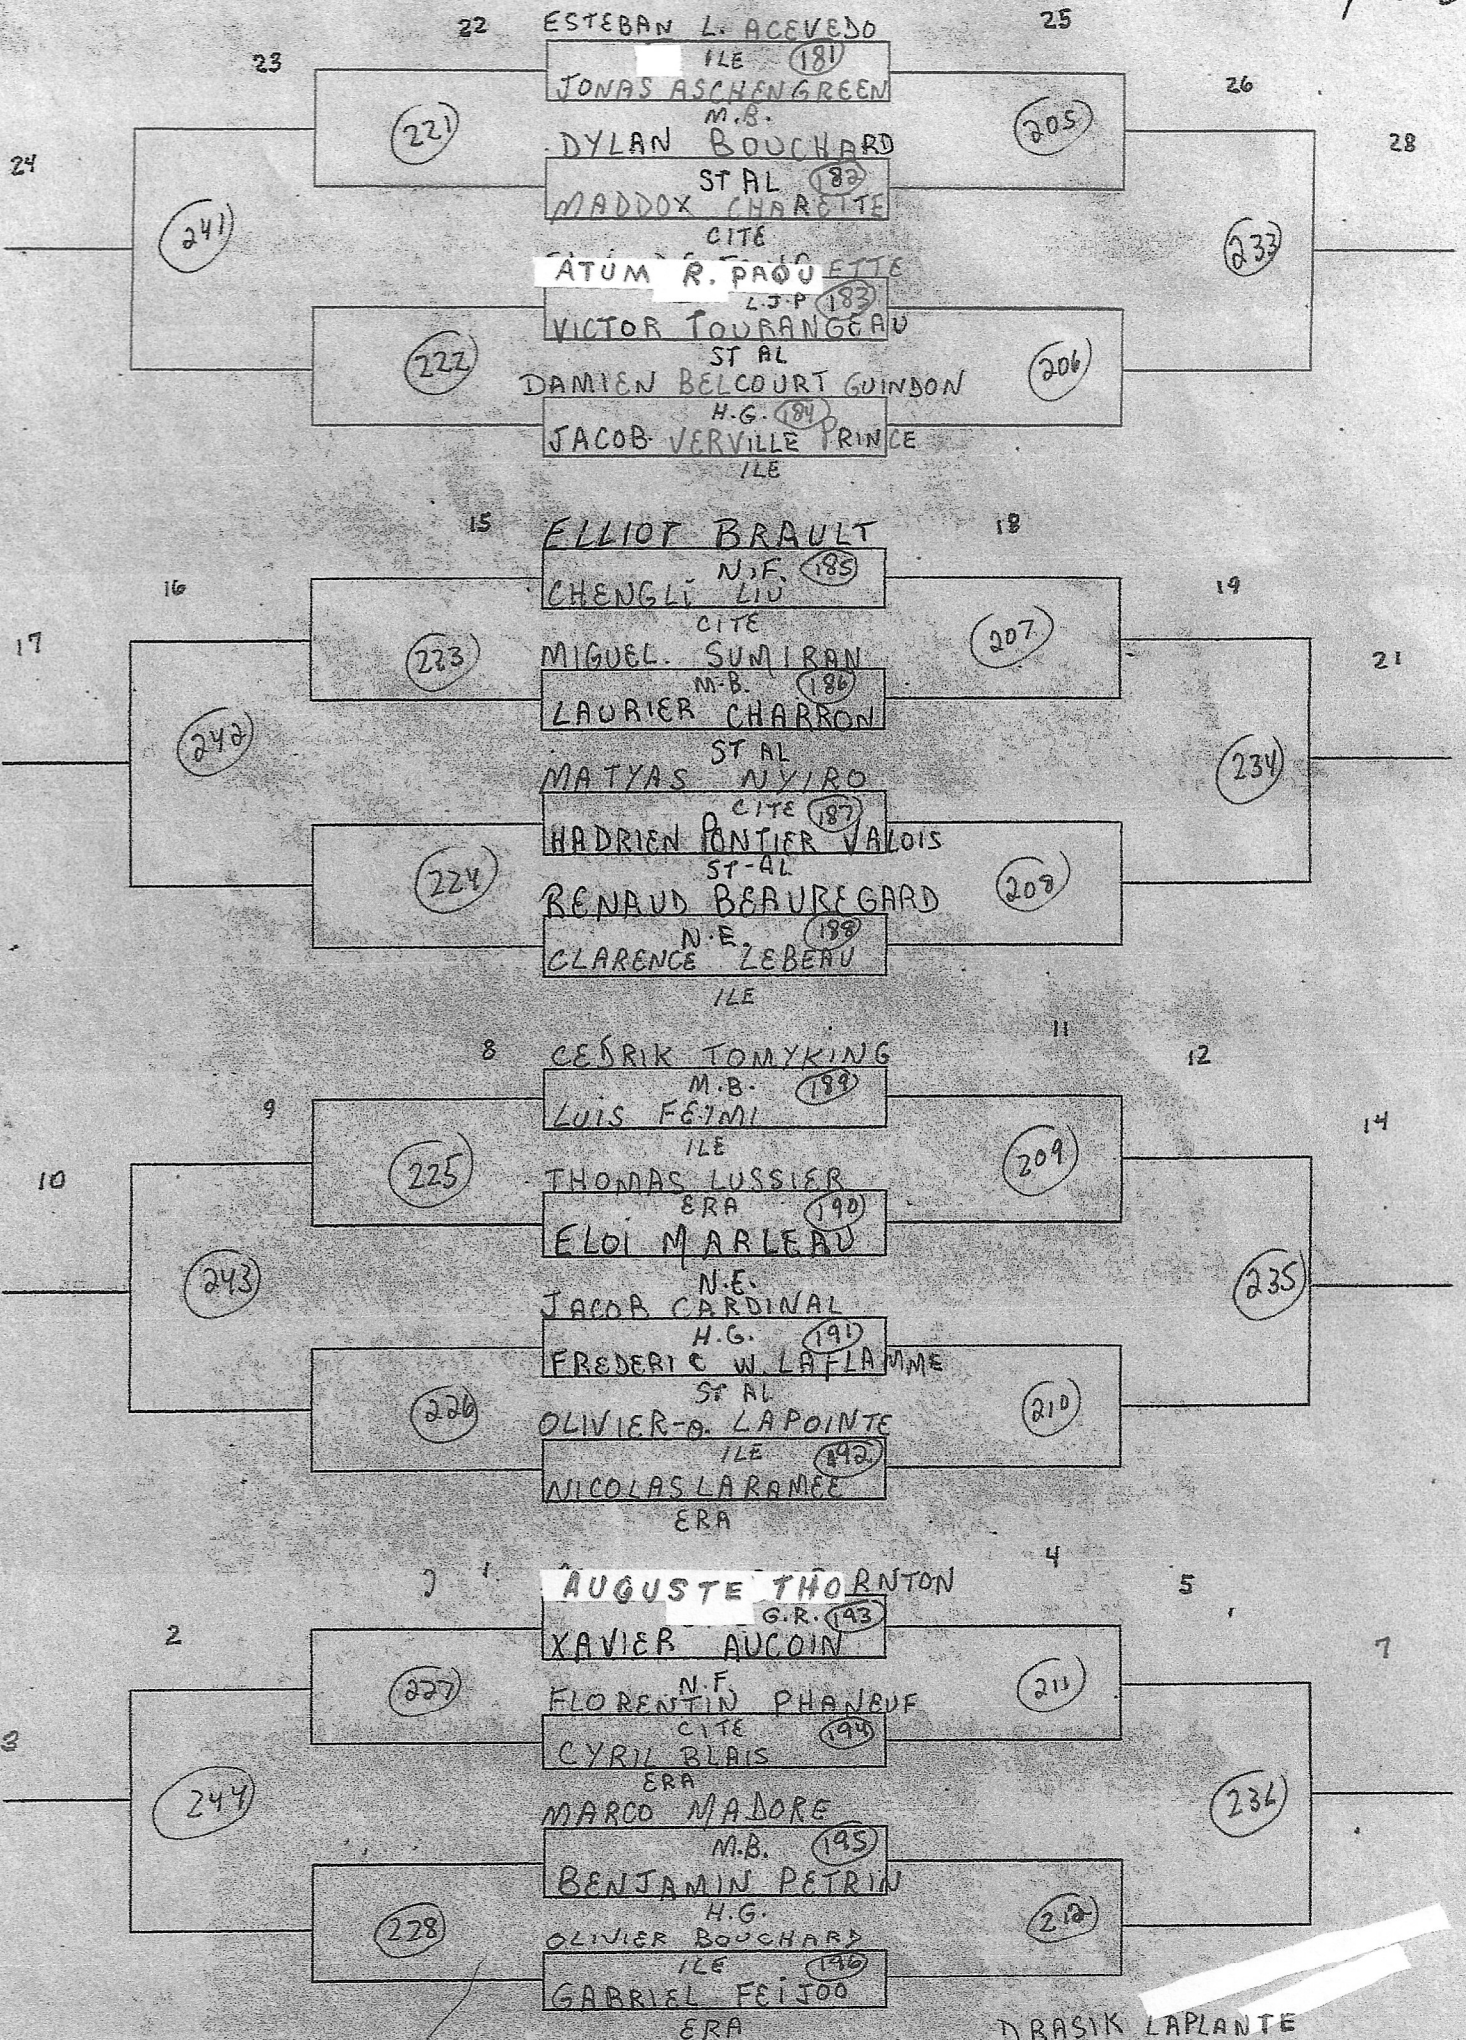 22 ESTEBAN L. ACEVEDO 25
23 ILE 181 26
JONAS ASCHENGREEN
24 221 M.B. 205 28
DYLAN BOUCHARD
ST AL 182
MADDOX CHARETTE
241 CITE 233
ATUM R. PAQUETTE
L.J.P 183
VICTOR TOURANGEAU
222 ST AL 206
DAMIEN BELCOURT GUINDON
H.G. 184
JACOB VERVILLE PRINCE
ILE
15 ELLIOT BRAULT 18
16 N.F. 185 19
CHENGLI LIU
17 CITE 207 21
223 MIGUEL SUMIRAN
M.B. 186
LAURIER CHARRON
242 ST AL 234
MATYAS NYIRO
CITE 187
HADRIEN PONTIER VALOIS
224 ST-AL 208
RENAUD BEAUREGARD
N.E. 188
CLARENCE LEBEAU
ILE
8 CEDRIK TOMYKING 11
9 M.B. 189 12
LUIS FEIMI 14
10 225 ILE 209
THOMAS LUSSIER
ERA 190
ELOI MARLEAU
243 N.E. 235
JACOB CARDINAL
H.G. 191
FREDERIC W. LAFLAMME
226 ST AL 210
OLIVIER-O. LAPOINTE
ILE 192
NICOLAS LARAMEE
ERA
1 AUGUSTE THORNTON 4
2 G.R. 193 5
XAVIER AUCOIN 7
227 N.F. 211
FLORENTIN PHANEUF
3 CITE 194
CYRIL BLAIS
244 ERA 236
MARCO MADORE
M.B. 195
BENJAMIN PETRIN
228 H.G. 212
OLIVIER BOUCHARD
ILE 196
GABRIEL FEIJOO
ERA
LAPLANTE